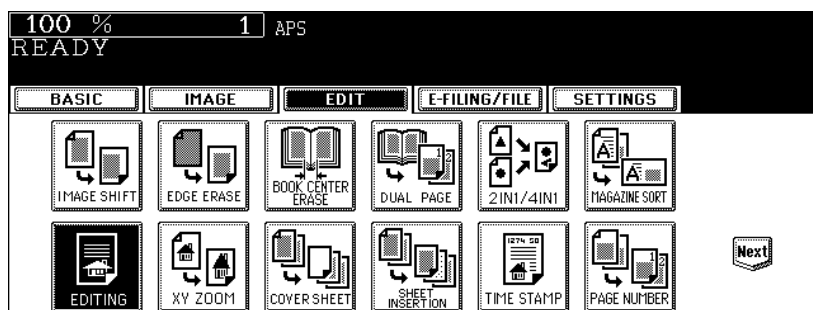 100 % 1 APS
READY
BASIC IMAGE EDIT E-FILING/FILE SETTINGS
IMAGE SHIFT EDGE ERASE BOOK CENTER ERASE DUAL PAGE 2IN1/4IN1 MAGAZINE SORT
EDITING XY ZOOM COVER SHEET SHEET INSERTION TIME STAMP PAGE NUMBER Next